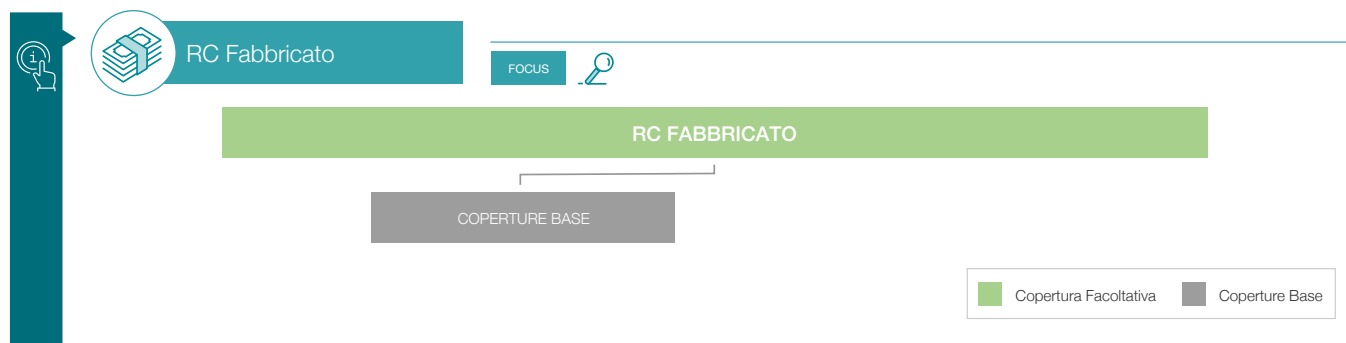 RC Fabbricato
FOCUS
RC FABBRICATO
COPERTURE BASE
Copertura Facoltativa
Coperture Base